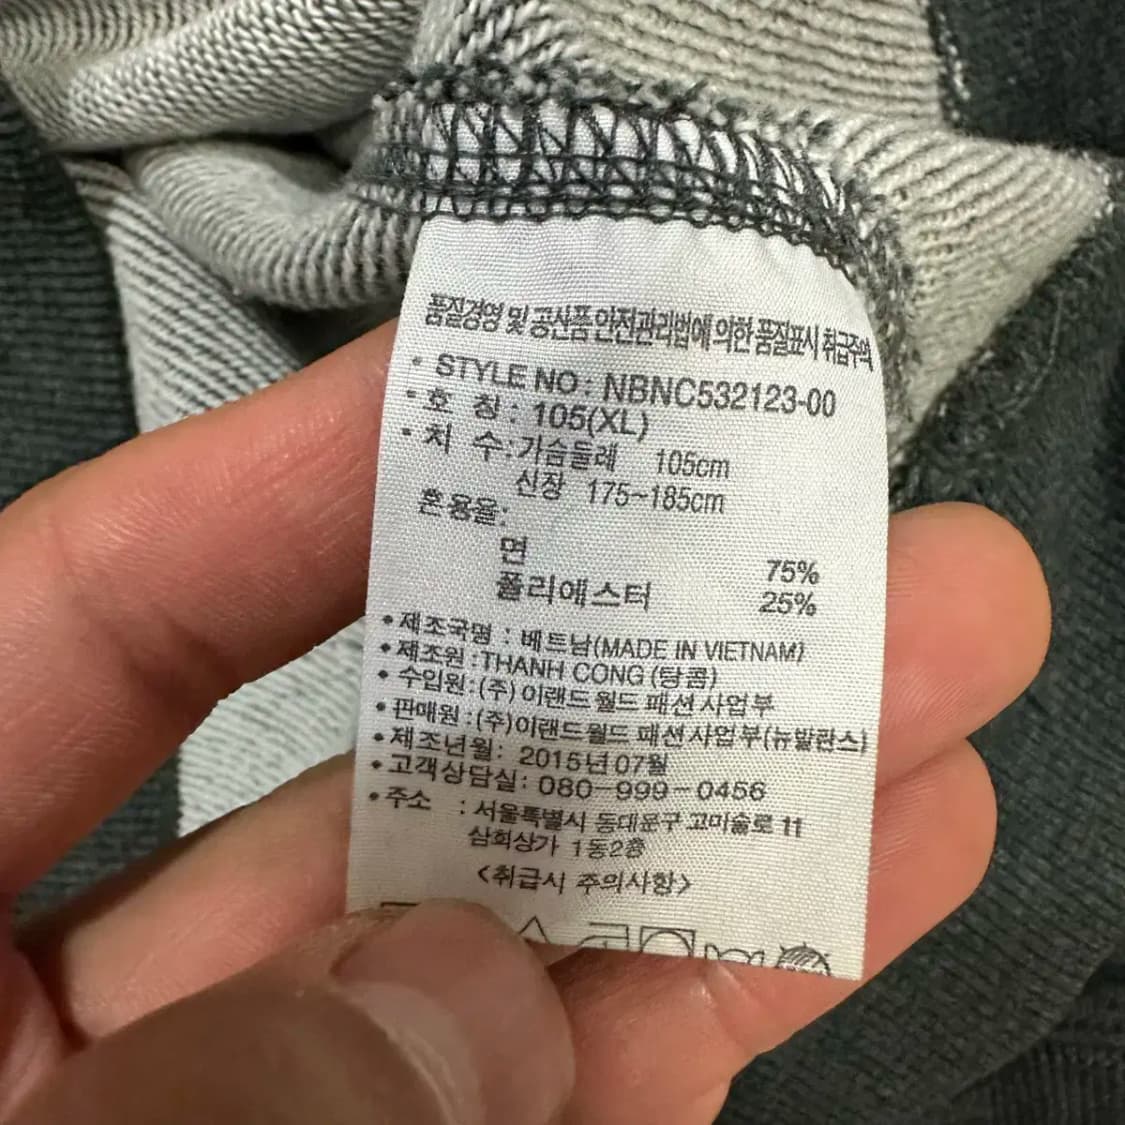 품질경영 및 공산품 안전관리법에 의한 품질표시 취급주의
• STYLE NO : NBNC532123-00
• 호 칭 : 105(XL)
• 치 수 : 가슴둘레 105cm
신장 175~185cm
혼용율:
면 75%
폴리에스터 25%
• 제조국명 : 베트남(MADE IN VIETNAM)
• 제조원 : THANH CONG (탕콤)
• 수입원 : (주) 이랜드 월드 패션 사업부
• 판매원 : (주)이랜드월드 패션사업부(뉴발란스)
• 제조년월: 2015년 07월
• 고객상담실: 080-999-0456
• 주소 : 서울특별시 동대문구 고미술로 11
삼희상가 1동2층
<취급시 주의사항>